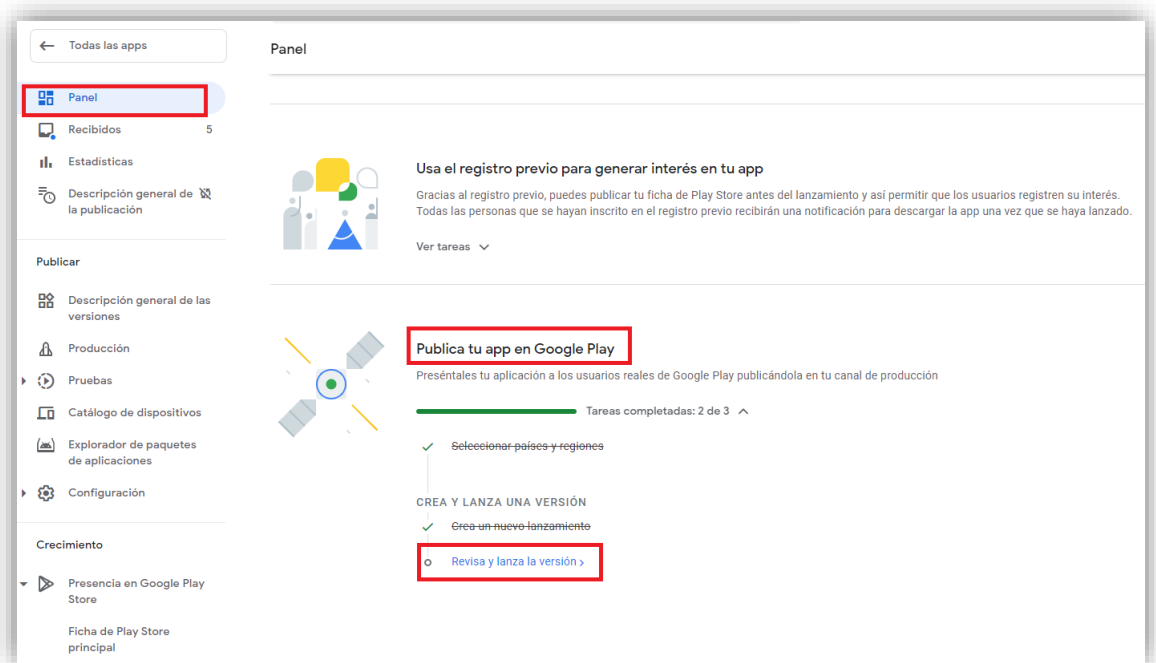 Todas las apps
Panel
Recibidos 5
Estadísticas
Descripción general de
la publicación
Publicar
Descripción general de las
versiones
Producción
Pruebas
Catálogo de dispositivos
Explorador de paquetes
de aplicaciones
Configuración
Crecimiento
Presencia en Google Play
Store
Ficha de Play Store
principal
Panel
Usa el registro previo para generar interés en tu app
Gracias al registro previo, puedes publicar tu ficha de Play Store antes del lanzamiento y así permitir que los usuarios registren su interés.
Todas las personas que se hayan inscrito en el registro previo recibirán una notificación para descargar la app una vez que se haya lanzado.
Ver tareas
Publica tu app en Google Play
Preséntales tu aplicación a los usuarios reales de Google Play publicándola en tu canal de producción
Tareas completadas: 2 de 3
Seleccionar países y regiones
CREA Y LANZA UNA VERSIÓN
Crea un nuevo lanzamiento
Revisa y lanza la versión >